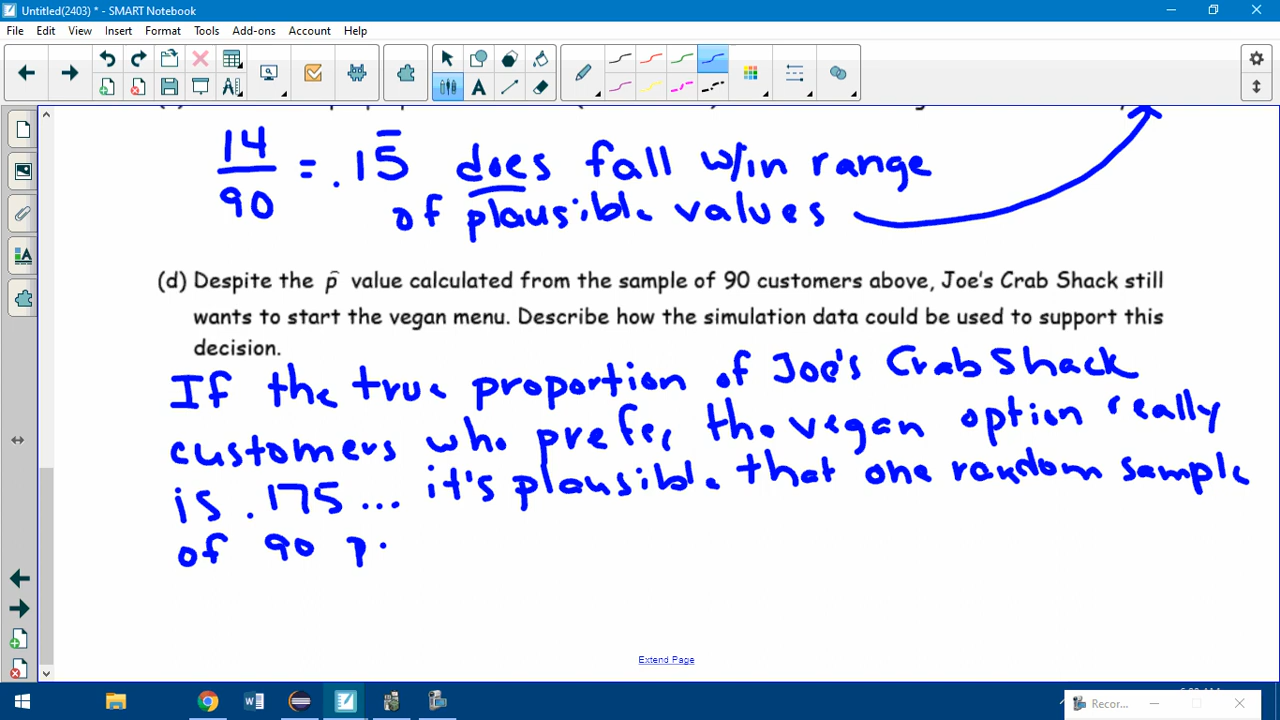 Untitled(2403) * - SMART Notebook
File Edit View Insert Format Tools Add-ons Account Help
14/90 = .15̅ does fall w/in range
of plausible values
(d) Despite the p̂ value calculated from the sample of 90 customers above, Joe's Crab Shack still
wants to start the vegan menu. Describe how the simulation data could be used to support this
decision.
If the true proportion of Joe's Crab Shack
customers who prefer the vegan option really
is .175 ... it's plausible that one random sample
of 90 p
Extend Page
Recor...